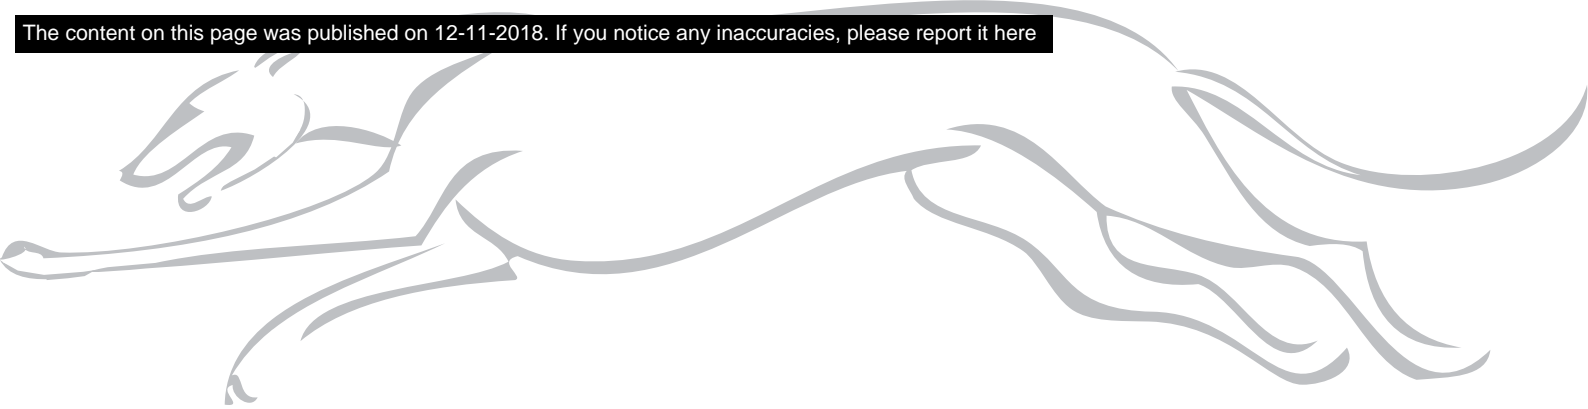 The content on this page was published on 12-11-2018. If you notice any inaccuracies, please report it here